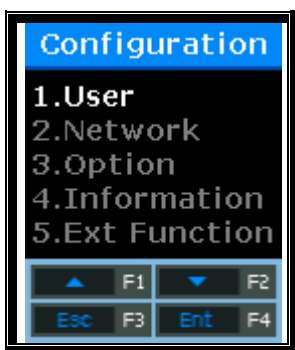 Configuration
1.User
2.Network
3.Option
4.Information
5.Ext Function
▲ F1 ▼ F2
Esc F3 Ent F4